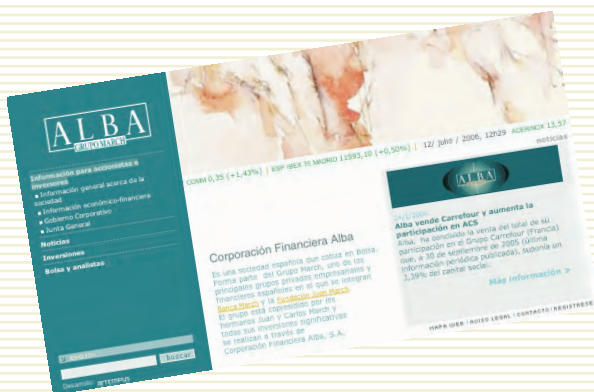 ALBA
GRUPO MARCH
Información para accionistas e
inversores
Información general acerca de la
sociedad
Información económico-financiera
Gobierno Corporativo
Junta General
Noticias
Inversiones
Bolsa y analistas
buscar
Desarrollo: artempus
COMM 0,35 (+1,43%) | ESP IBEX 35 MADRID 11593,10 (+0,50%) | 12/ julio / 2006, 12h29 ACERINOX 13,57
Corporación Financiera Alba
Es una sociedad española que cotiza en Bolsa.
Forma parte del Grupo March, uno de los
principales grupos privados empresariales y
financieros españoles en el que se integran
Banca March y la Fundación Juan March.
El grupo está copresidido por los
hermanos Juan y Carlos March y
todas sus inversiones significativas
se realizan a través de
Corporación Financiera Alba, S.A.
noticias
ALBA
Alba vende Carrefour y aumenta la
participación en ACS
Alba, ha concluido la venta del total de su
participación en el Grupo Carrefour (Francia)
que, a 30 de septiembre de 2005 (última
información periódica publicada), suponía un
del capital social.
Más información >
MAPA WEB | AVISO LEGAL | CONTACTO | REGISTRESE